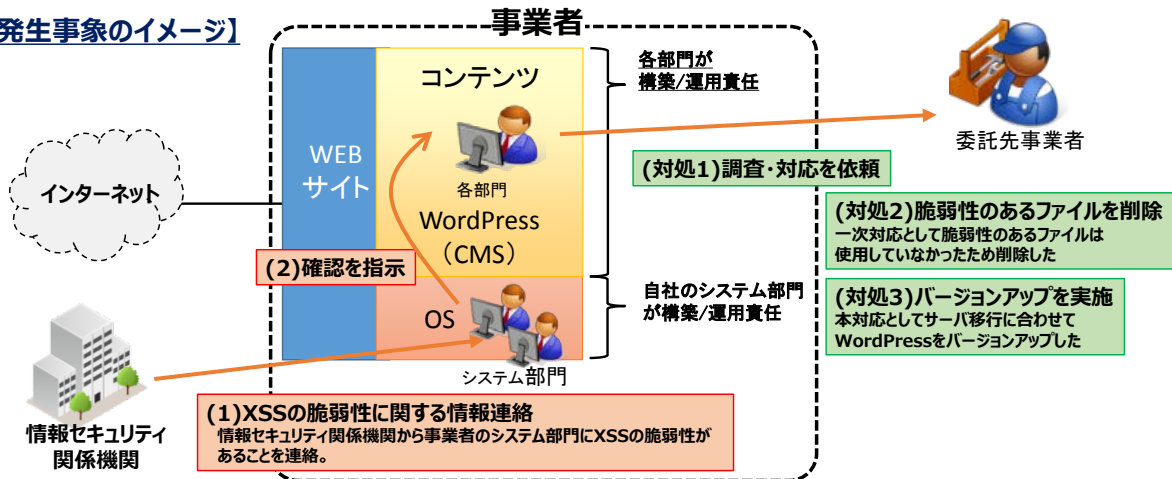 発生事象のイメージ】
事業者
コンテンツ
各部門が
構築/運用責任
委託先事業者
WEB
サイト
インターネット
各部門
(対処1)調査・対応を依頼
WordPress
（CMS）
(対処2)脆弱性のあるファイルを削除
一次対応として脆弱性のあるファイルは
使用していなかったため削除した
(2)確認を指示
OS
自社のシステム部門
が構築/運用責任
(対処3)バージョンアップを実施
本対応としてサーバ移行に合わせて
WordPressをバージョンアップした
システム部門
(1)XSSの脆弱性に関する情報連絡
情報セキュリティ関係機関から事業者のシステム部門にXSSの脆弱性が
あることを連絡。
情報セキュリティ
関係機関